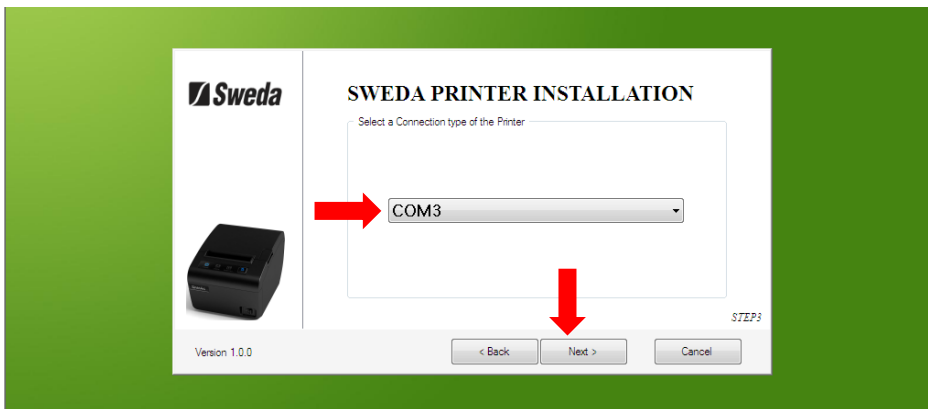 Sweda
SWEDA PRINTER INSTALLATION
Select a Connection type of the Printer
COM3
STEP3
Version 1.0.0
< Back
Next >
Cancel